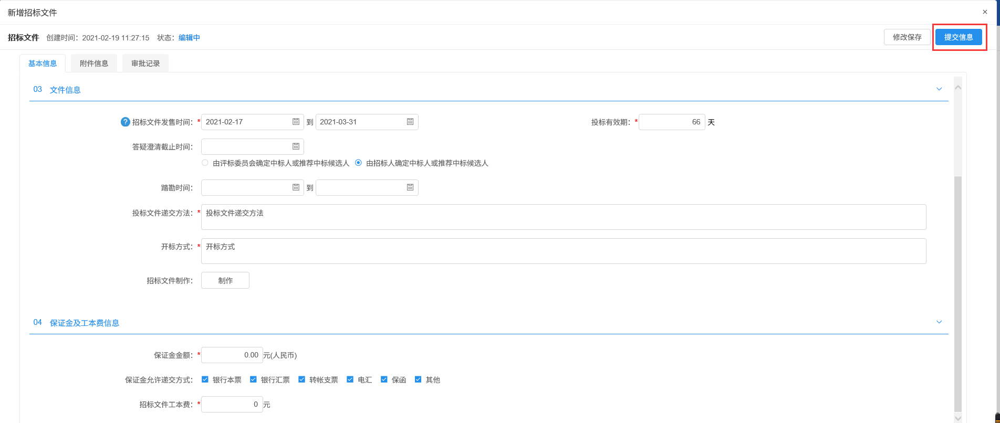 新增招标文件
×
招标文件 创建时间：2021-02-19 11:27:15 状态：编辑中 修改保存 提交信息
基本信息 附件信息 审批记录
03 文件信息
? 招标文件发售时间：* 2021-02-17 到 2021-03-31 投标有效期：* 66 天
答疑澄清截止时间：
由评标委员会确定中标人或推荐中标候选人 由招标人确定中标人或推荐中标候选人
踏勘时间： 到
投标文件递交方法：* 投标文件递交方法
开标方式：* 开标方式
招标文件制作： 制作
04 保证金及工本费信息
保证金金额：* 0.00 元(人民币)
保证金允许递交方式： 银行本票 银行汇票 转帐支票 电汇 保函 其他
招标文件工本费：* 0 元